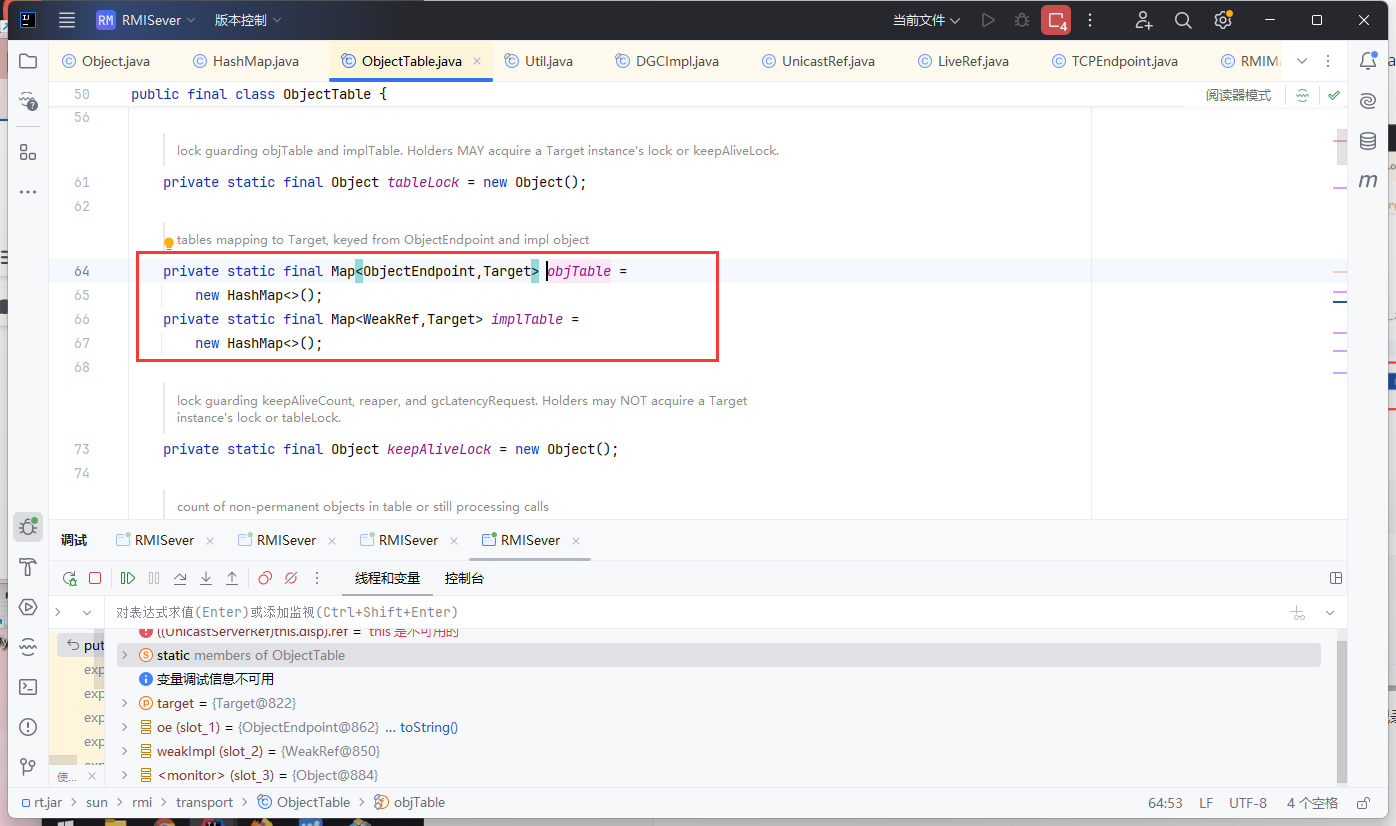 RM RMISever 版本控制 当前文件 4
Object.java HashMap.java ObjectTable.java Util.java DGCImpl.java UnicastRef.java LiveRef.java TCPEndpoint.java RMIM
50 public final class ObjectTable { 阅读器模式
56
lock guarding objTable and implTable. Holders MAY acquire a Target instance's lock or keepAliveLock.
61 private static final Object tableLock = new Object();
62
tables mapping to Target, keyed from ObjectEndpoint and impl object
64 private static final Map<ObjectEndpoint,Target> objTable =
65 new HashMap<>();
66 private static final Map<WeakRef,Target> implTable =
67 new HashMap<>();
68
lock guarding keepAliveCount, reaper, and gcLatencyRequest. Holders may NOT acquire a Target
instance's lock or tableLock.
73 private static final Object keepAliveLock = new Object();
74
count of non-permanent objects in table or still processing calls
调试 RMISever RMISever RMISever RMISever
线程和变量 控制台
对表达式求值(Enter)或添加监视(Ctrl+Shift+Enter)
((UnicastServerRef)this.disp).ref = "this"是不可用的
put
static members of ObjectTable
exp
变量调试信息不可用
exp
target = {Target@822}
exp
oe (slot_1) = {ObjectEndpoint@862} ... toString()
exp
weakImpl (slot_2) = {WeakRef@850}
使...
<monitor> (slot_3) = {Object@884}
rt.jar > sun > rmi > transport > ObjectTable > objTable 64:53 LF UTF-8 4 个空格